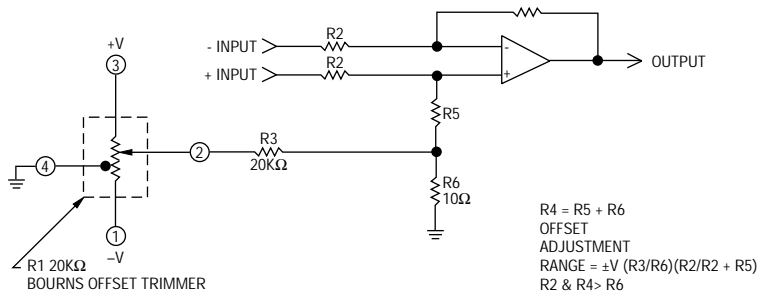 +V
3
- INPUT
R2
-
+ INPUT
R2
+
OUTPUT
R5
4
2
R3
20KΩ
R6
10Ω
1
–V
R1 20KΩ
BOURNS OFFSET TRIMMER
R4 = R5 + R6
OFFSET
ADJUSTMENT
RANGE = ±V (R3/R6)(R2/R2 + R5)
R2 & R4> R6